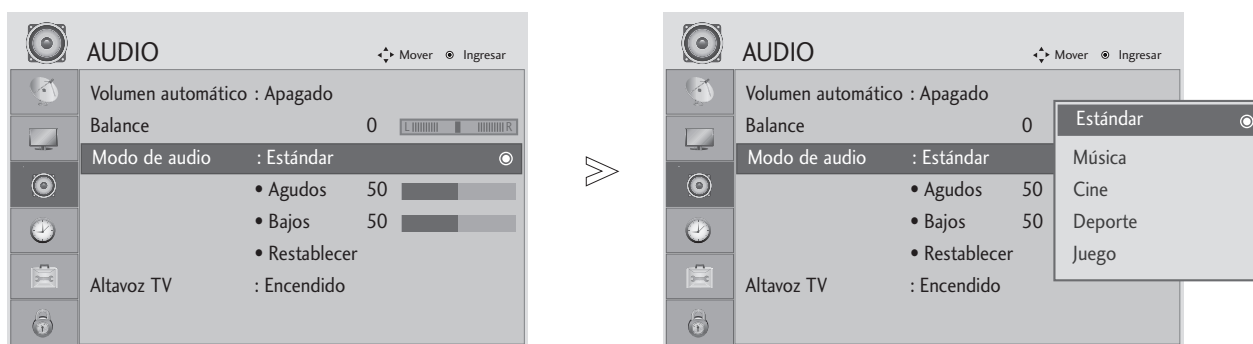 AUDIO Mover Ingresar
Volumen automático : Apagado
Balance 0 L R
Modo de audio : Estándar
• Agudos 50
• Bajos 50
• Restablecer
Altavoz TV : Encendido
AUDIO Mover Ingresar
Volumen automático : Apagado
Balance 0
Modo de audio : Estándar
• Agudos 50
• Bajos 50
• Restablecer
Altavoz TV : Encendido
Estándar
Música
Cine
Deporte
Juego